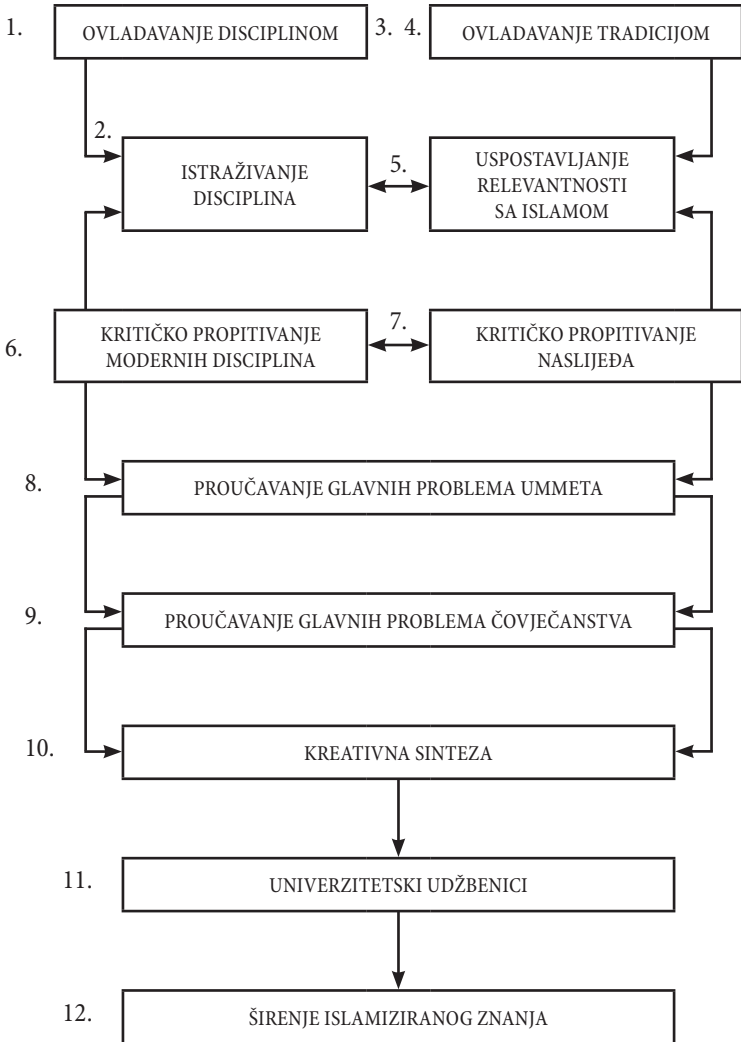 1. OVLADAVANJE DISCIPLINOM 3. 4. OVLADAVANJE TRADICIJOM
2.
ISTRAŽIVANJE
DISCIPLINA
5.
USPOSTAVLJANJE
RELEVANTNOSTI
SA ISLAMOM
6.
KRITIČKO PROPITIVANJE
MODERNIH DISCIPLINA
7.
KRITIČKO PROPITIVANJE
NASLIJEĐA
8. PROUČAVANJE GLAVNIH PROBLEMA UMMETA
9. PROUČAVANJE GLAVNIH PROBLEMA ČOVJEČANSTVA
10. KREATIVNA SINTEZA
11. UNIVERZITETSKI UDŽBENICI
12. ŠIRENJE ISLAMIZIRANOG ZNANJA